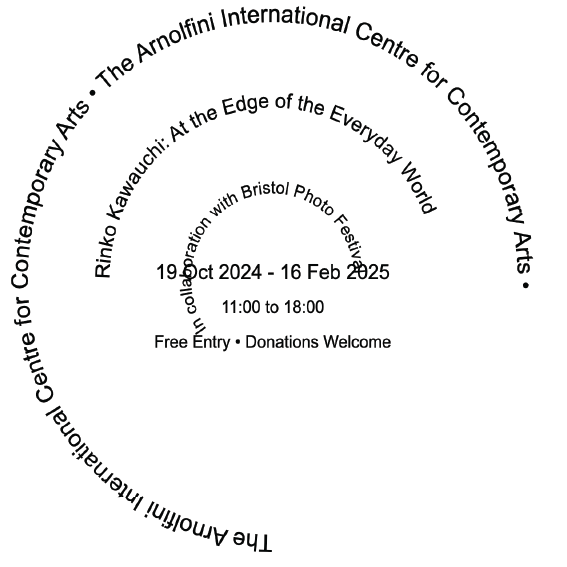 The Arnolfini International Centre for Contemporary Arts • The Arnolfini International Centre for Contemporary Arts •
Rinko Kawauchi: At the Edge of the Everyday World
In collaboration with Bristol Photo Festival
19 Oct 2024 - 16 Feb 2025
11:00 to 18:00
Free Entry • Donations Welcome